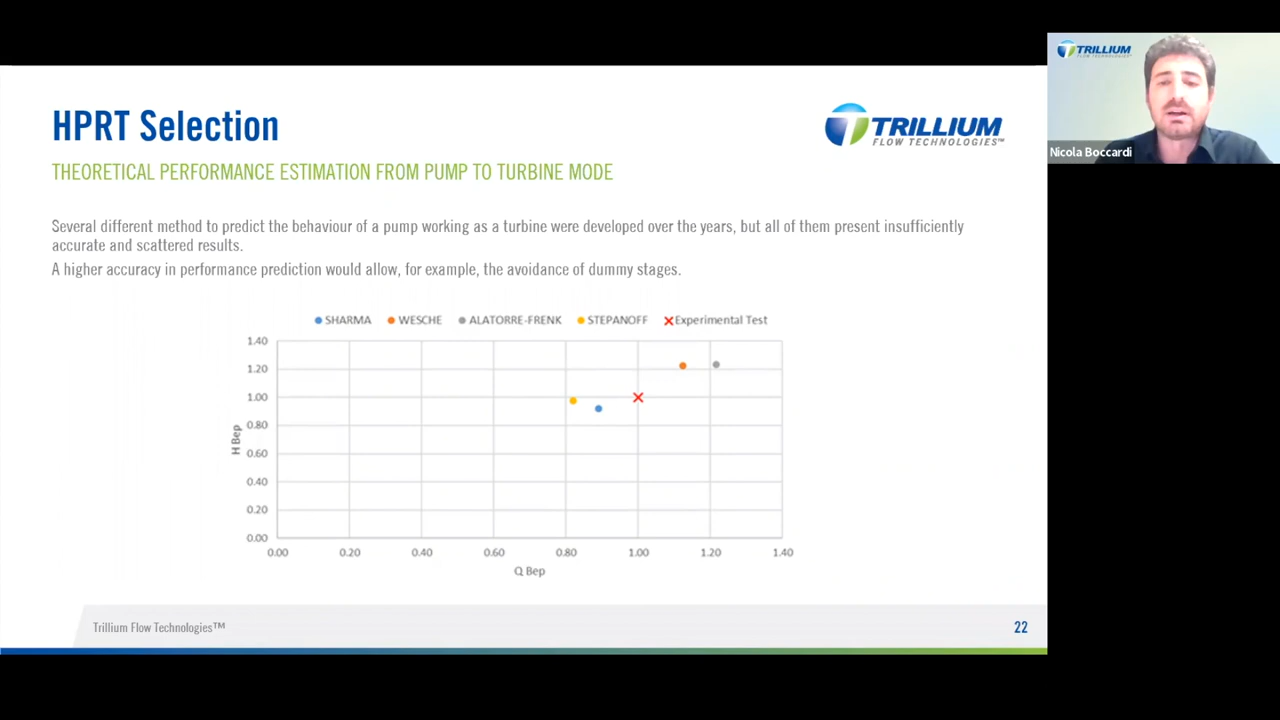 HPRT Selection
TRILLIUM
FLOW TECHNOLOGIES™
THEORETICAL PERFORMANCE ESTIMATION FROM PUMP TO TURBINE MODE
Several different method to predict the behaviour of a pump working as a turbine were developed over the years, but all of them present insufficiently
accurate and scattered results.
A higher accuracy in performance prediction would allow, for example, the avoidance of dummy stages.
SHARMA WESCHE ALATORRE-FRENK STEPANOFF Experimental Test
1.40
1.20
1.00
0.80
0.60
0.40
0.20
0.00
H Bep
0.00 0.20 0.40 0.60 0.80 1.00 1.20 1.40
Q Bep
Trillium Flow Technologies™
22
TRILLIUM
FLOW TECHNOLOGIES
Nicola Boccardi